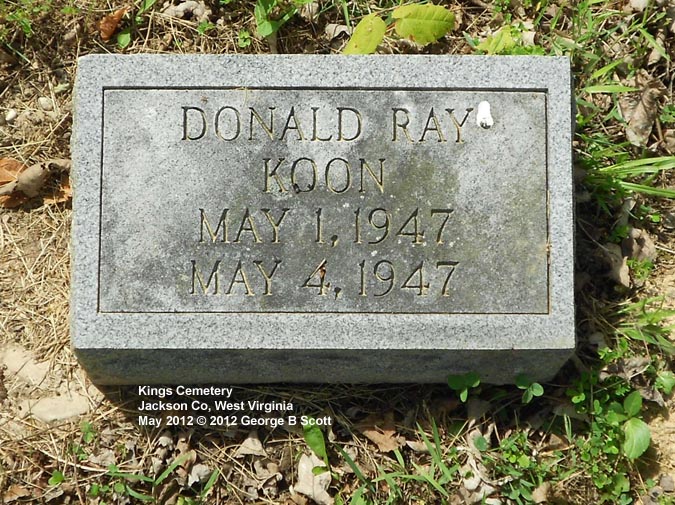 DONALD RAY
KOON
MAY 1, 1947
MAY 4, 1947
Kings Cemetery
Jackson Co, West Virginia
May 2012 © 2012 George B Scott